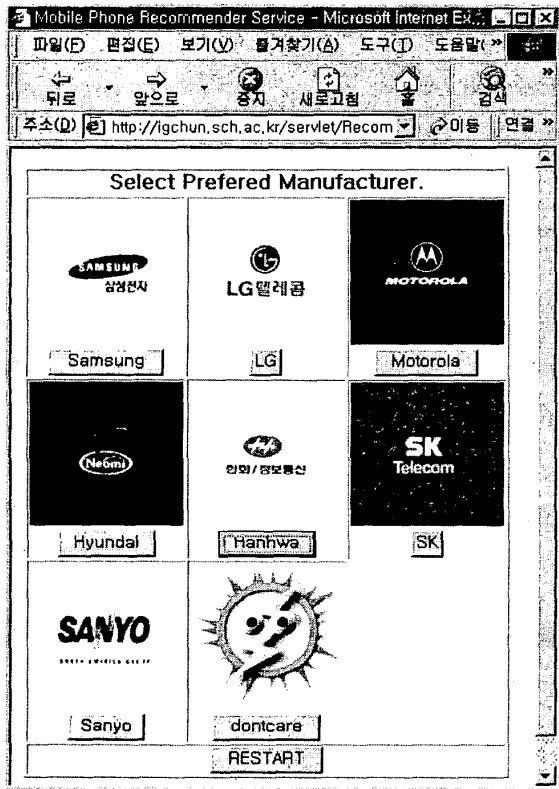 Mobile Phone Recommender Service - Microsoft Internet Ex
파일(F) 편집(E) 보기(V) 즐겨찾기(A) 도구(T) 도움말( »
뒤로 앞으로 중지 새로고침 홈 검색 »
주소(D) http://igchun.sch.ac.kr/servlet/Recom 이동 연결 »
Select Prefered Manufacturer.
SAMSUNG
삼성전자
LG텔레콤
MOTOROLA
Samsung LG Motorola
Neomi
한화/정보통신
SK
Telecom
Hyundai Hanhwa SK
SANYO
Sanyo dontcare
RESTART